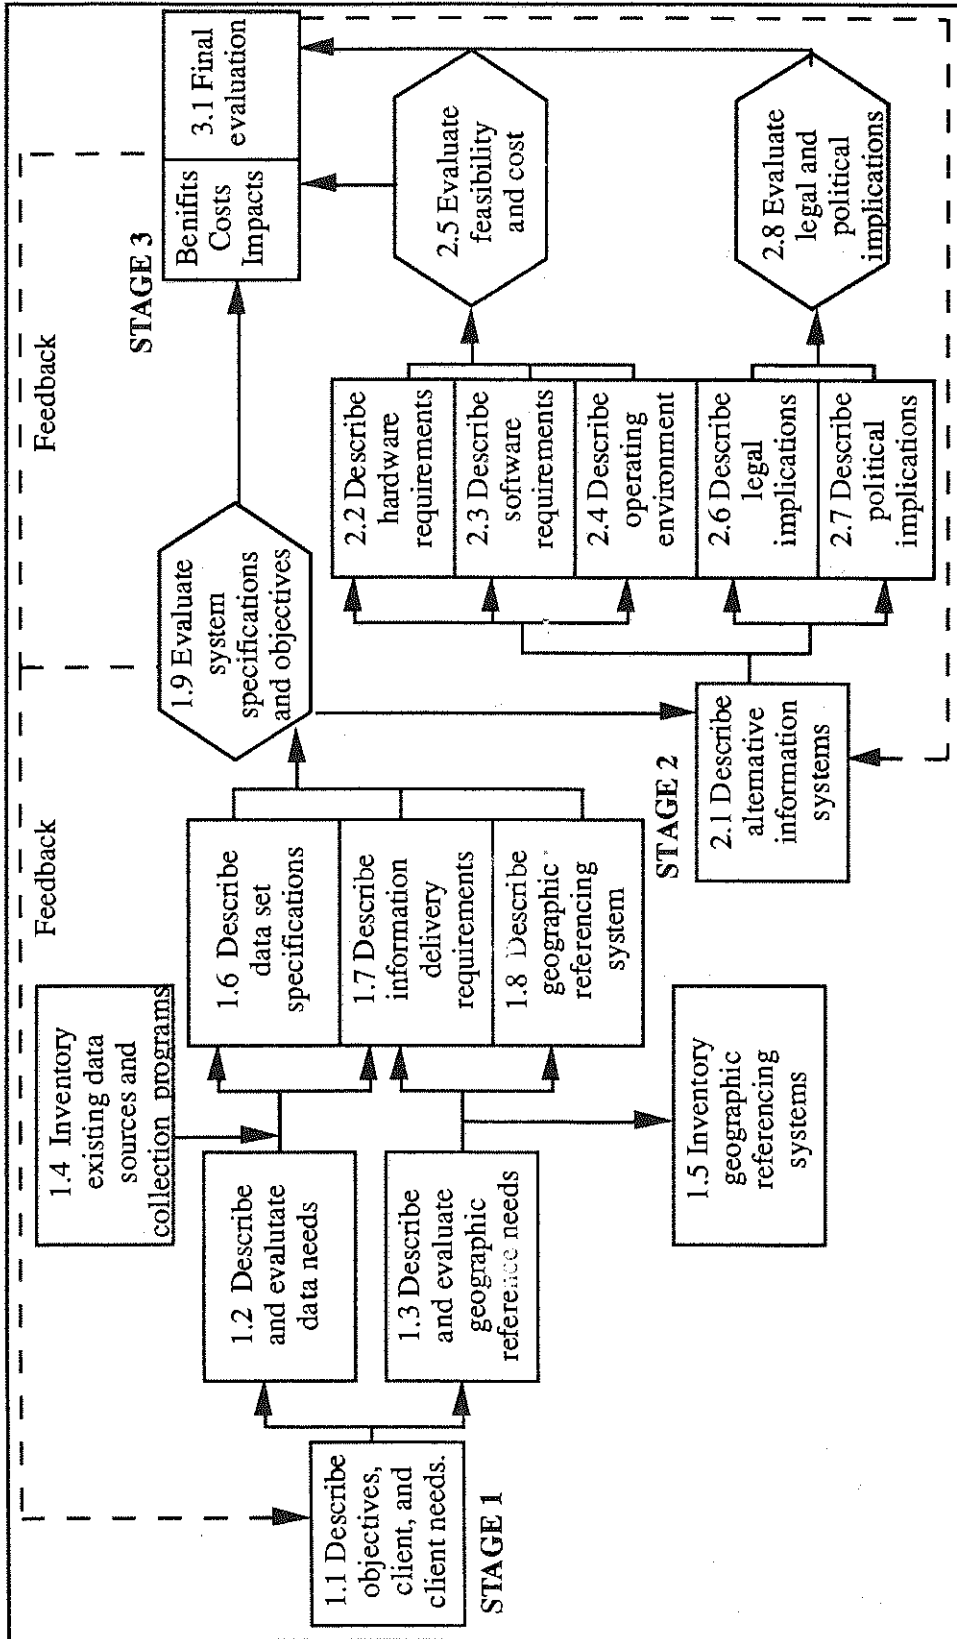 Feedback
Feedback
1.4 Inventory
existing data
sources and
collection programs
1.2 Describe
and evalutate
data needs
1.1 Describe
objectives,
client, and
client needs.
STAGE 1
1.3 Describe
and evaluate
geographic
reference needs
1.5 Inventory
geographic
referencing
systems
1.6 Describe
data set
specifications
1.7 Describe
information
delivery
requirements
1.8 Describe
geographic
referencing
system
1.9 Evaluate
system
specifications
and objectives
STAGE 2
2.1 Describe
alternative
information
systems
2.2 Describe
hardware
requirements
2.3 Describe
software
requirements
2.4 Describe
operating
environment
2.6 Describe
legal
implications
2.7 Describe
political
implications
2.5 Evaluate
feasibility
and cost
2.8 Evaluate
legal and
political
implications
STAGE 3
Benifits
Costs
Impacts
3.1 Final
evaluation